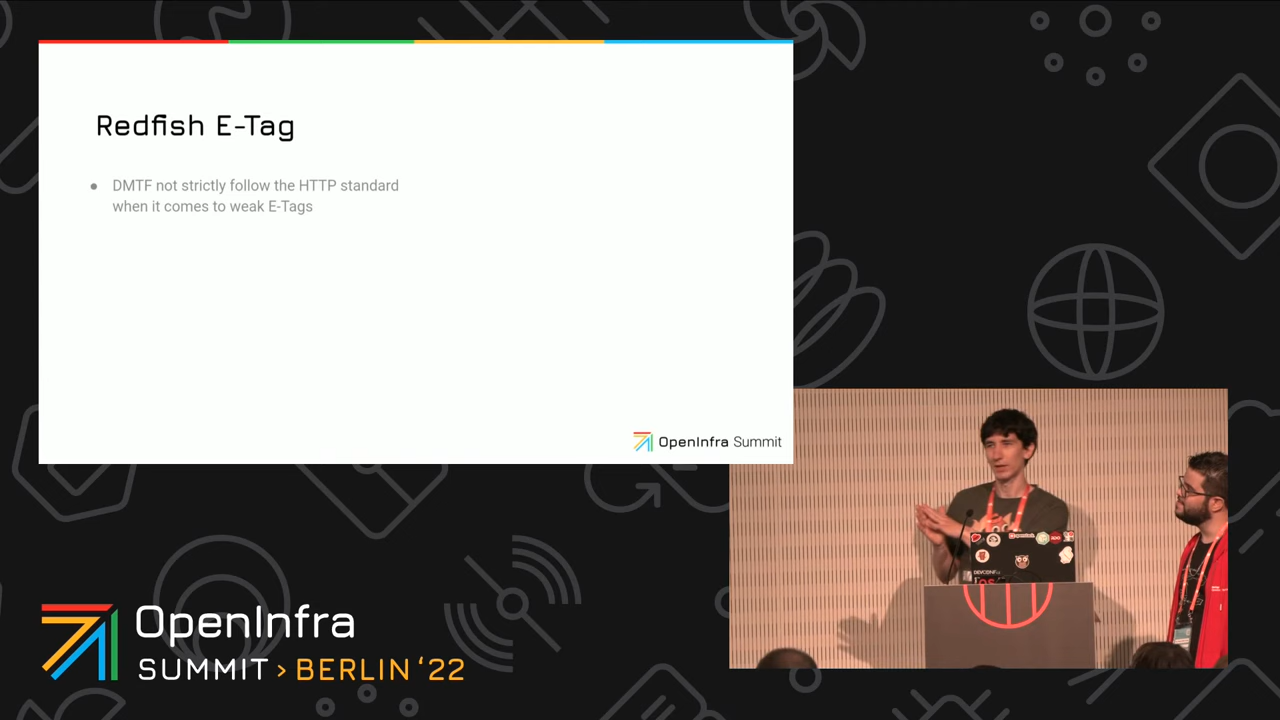 Redfish E-Tag
● DMTF not strictly follow the HTTP standard
when it comes to weak E-Tags
OpenInfra Summit
OpenInfra
SUMMIT > BERLIN ‘22